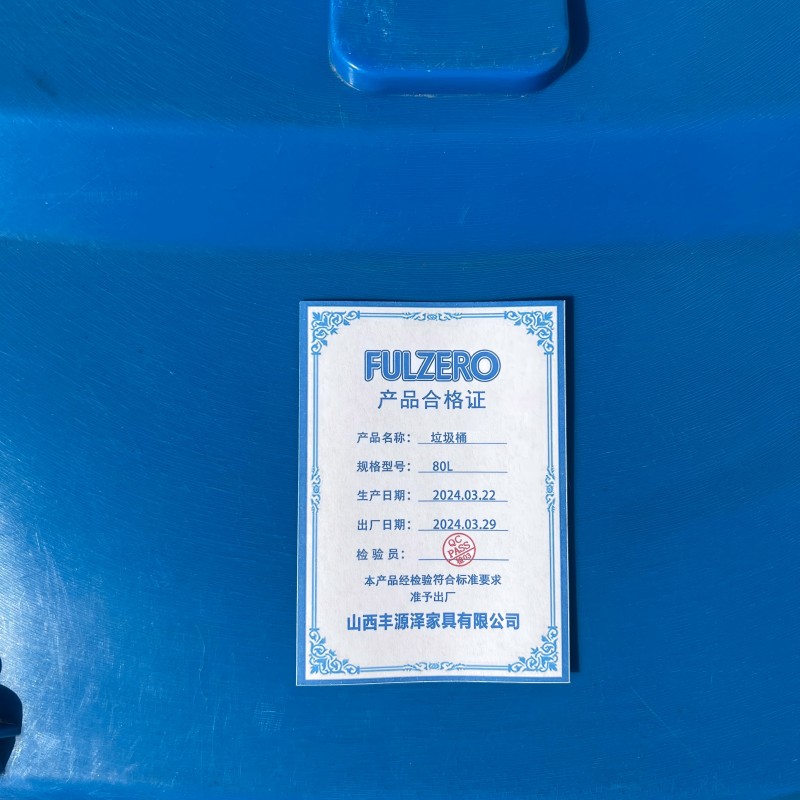 FULZERO
产品合格证
产品名称： 垃圾桶
规格型号： 80L
生产日期： 2024.03.22
出厂日期： 2024.03.29
检验员：
QC
PASS
本产品经检验符合标准要求
准予出厂
山西丰源泽家具有限公司